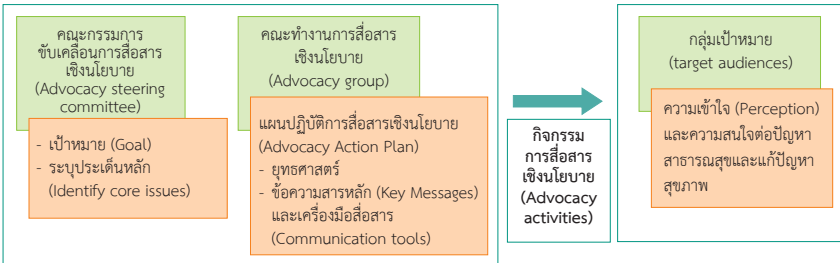 คณะกรรมการ
ขับเคลื่อนการสื่อสาร
เชิงนโยบาย
(Advocacy steering
committee)
- เป้าหมาย (Goal)
- ระบุประเด็นหลัก
(Identify core issues)
คณะทำงานการสื่อสาร
เชิงนโยบาย
(Advocacy group)
แผนปฏิบัติการสื่อสารเชิงนโยบาย
(Advocacy Action Plan)
- ยุทธศาสตร์
- ข้อความสารหลัก (Key Messages)
และเครื่องมือสื่อสาร
(Communication tools)
กิจกรรม
การสื่อสาร
เชิงนโยบาย
(Advocacy
activities)
กลุ่มเป้าหมาย
(target audiences)
ความเข้าใจ (Perception)
และความสนใจต่อปัญหา
สาธารณสุขและแก้ปัญหา
สุขภาพ